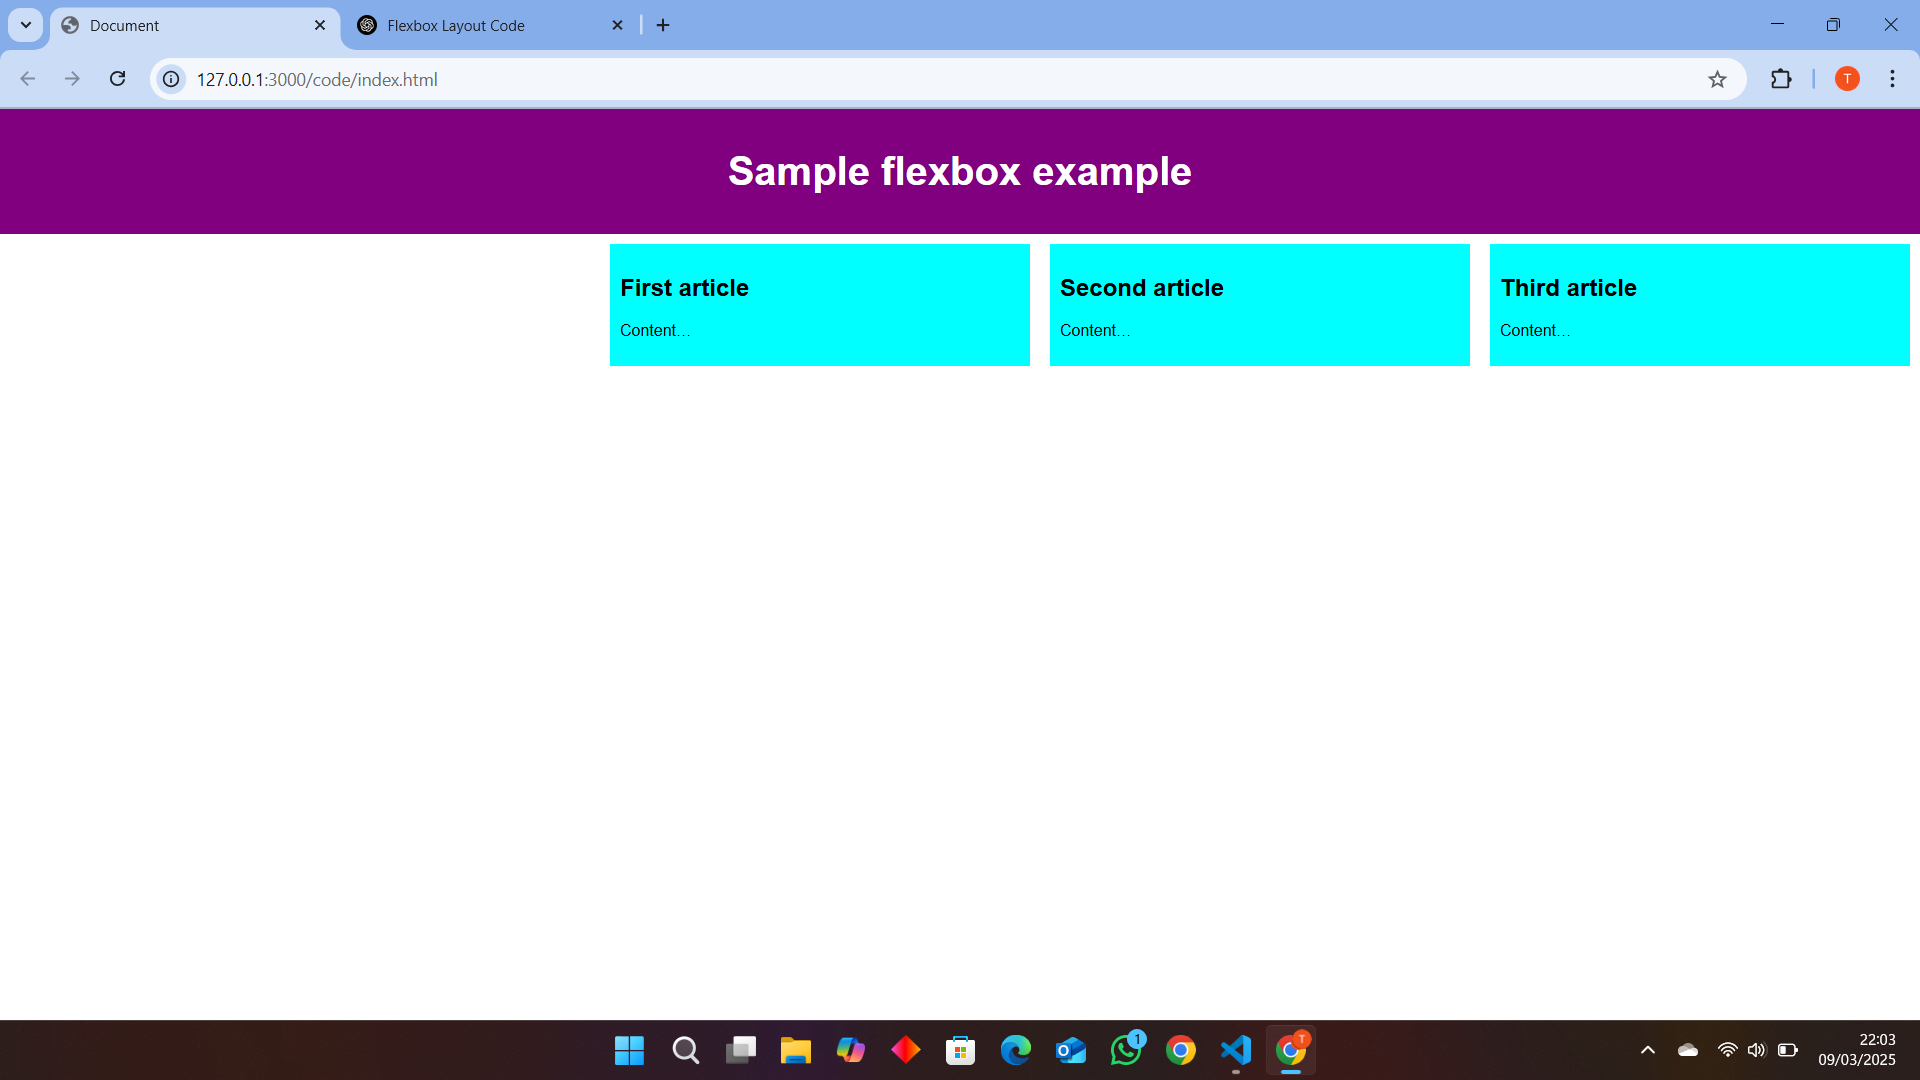 Document
Flexbox Layout Code
127.0.0.1:3000/code/index.html
T
Sample flexbox example
First article
Content...
Second article
Content...
Third article
Content...
1
T
22:03
09/03/2025